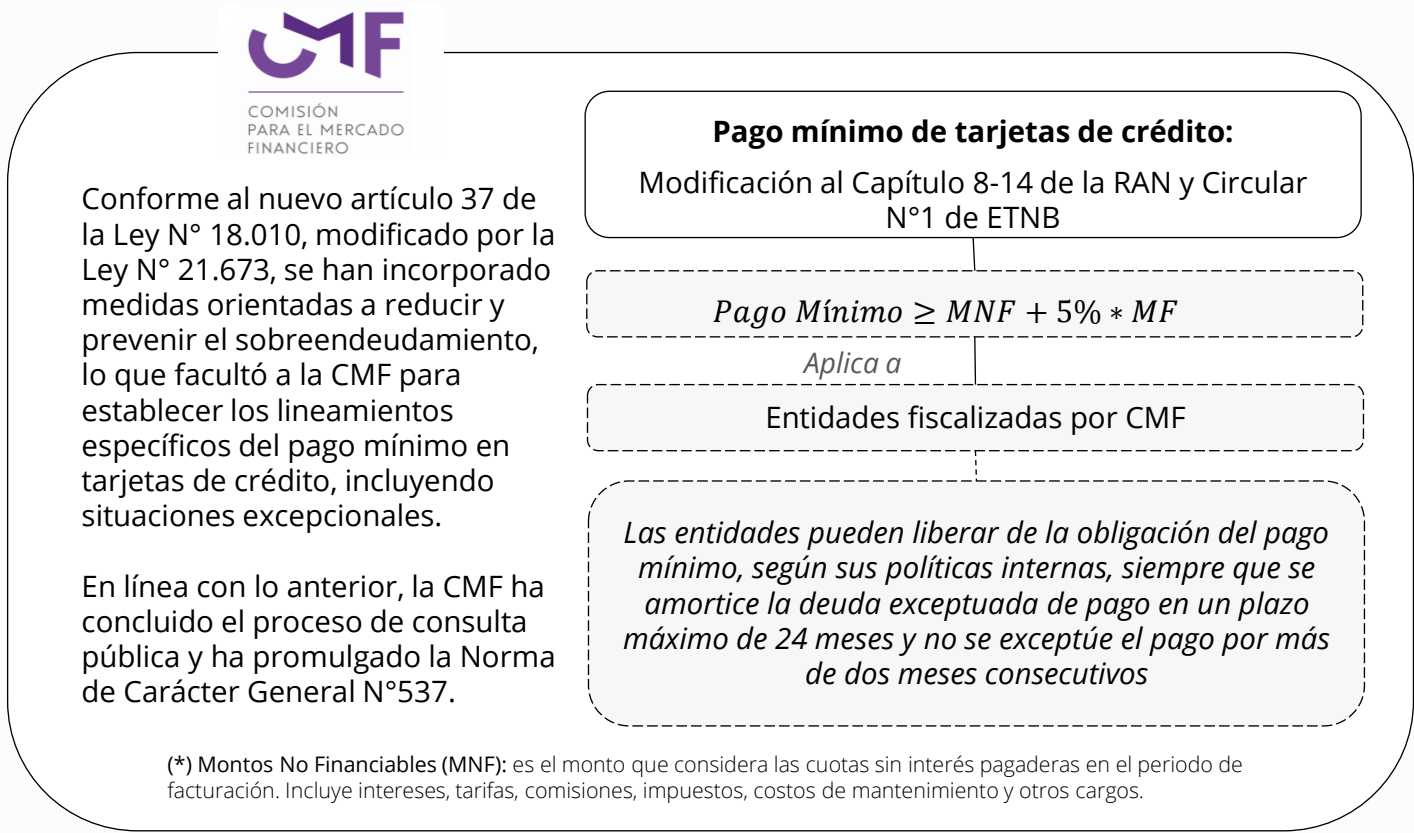 CMF
COMISIÓN
PARA EL MERCADO
FINANCIERO
Conforme al nuevo artículo 37 de
la Ley N° 18.010, modificado por la
Ley N° 21.673, se han incorporado
medidas orientadas a reducir y
prevenir el sobreendeudamiento,
lo que facultó a la CMF para
establecer los lineamientos
específicos del pago mínimo en
tarjetas de crédito, incluyendo
situaciones excepcionales.
En línea con lo anterior, la CMF ha
concluido el proceso de consulta
pública y ha promulgado la Norma
de Carácter General N°537.
Pago mínimo de tarjetas de crédito:
Modificación al Capítulo 8-14 de la RAN y Circular
N°1 de ETNB
Pago Mínimo ≥ MNF + 5% * MF
Aplica a
Entidades fiscalizadas por CMF
Las entidades pueden liberar de la obligación del pago
mínimo, según sus políticas internas, siempre que se
amortice la deuda exceptuada de pago en un plazo
máximo de 24 meses y no se exceptúe el pago por más
de dos meses consecutivos
(*) Montos No Financiables (MNF): es el monto que considera las cuotas sin interés pagaderas en el periodo de
facturación. Incluye intereses, tarifas, comisiones, impuestos, costos de mantenimiento y otros cargos.